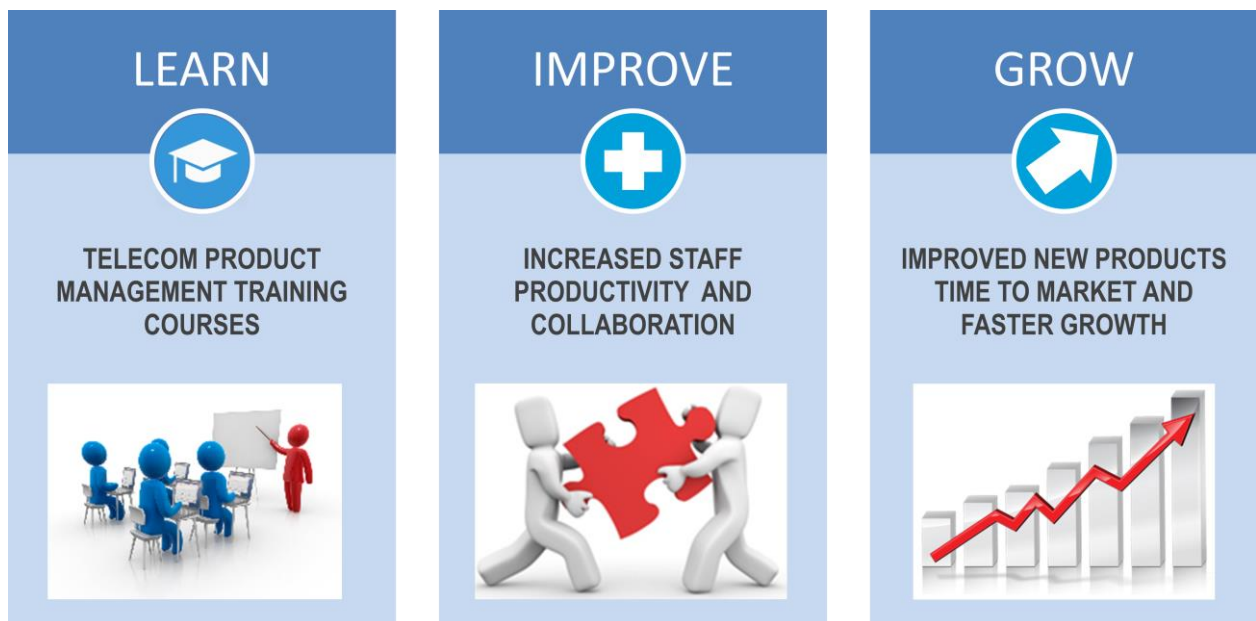 LEARN
TELECOM PRODUCT
MANAGEMENT TRAINING
COURSES
IMPROVE
INCREASED STAFF
PRODUCTIVITY AND
COLLABORATION
GROW
IMPROVED NEW PRODUCTS
TIME TO MARKET AND
FASTER GROWTH